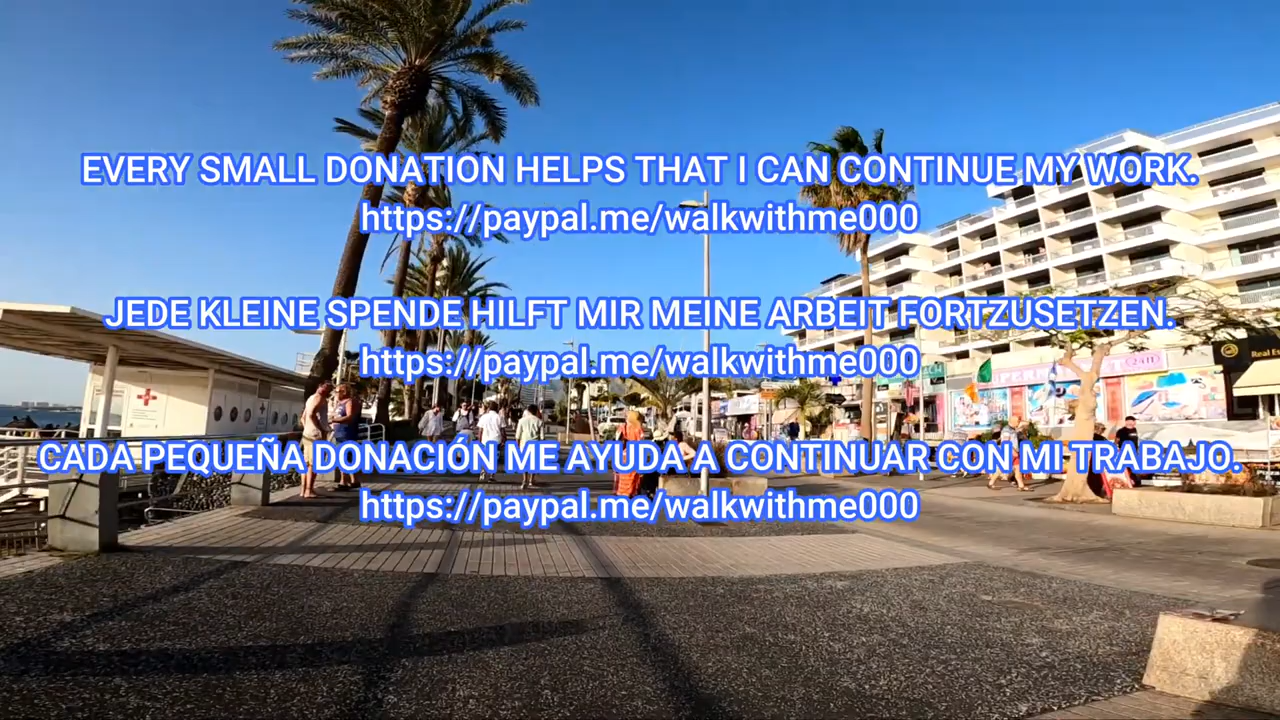 EVERY SMALL DONATION HELPS THAT I CAN CONTINUE MY WORK.
https://paypal.me/walkwithme000
JEDE KLEINE SPENDE HILFT MIR MEINE ARBEIT FORTZUSETZEN.
https://paypal.me/walkwithme000
CADA PEQUEÑA DONACIÓN ME AYUDA A CONTINUAR CON MI TRABAJO.
https://paypal.me/walkwithme000